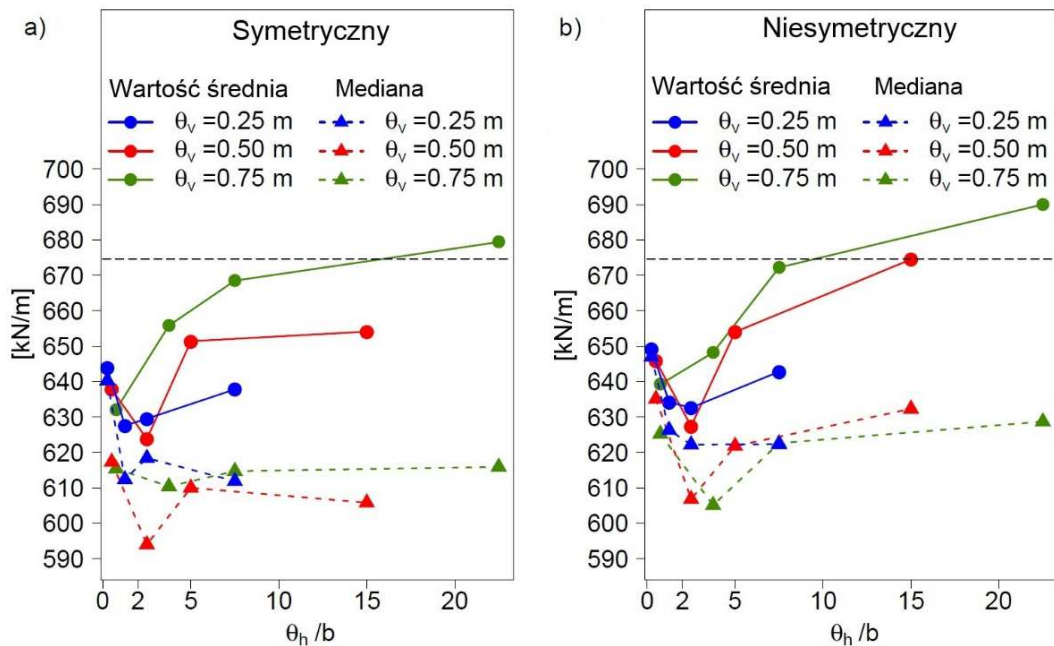 a)
Symetryczny
Wartość średnia Mediana
θv =0.25 m θv =0.25 m
θv =0.50 m θv =0.50 m
θv =0.75 m θv =0.75 m
700
690
680
670
660
650
640
630
620
610
600
590
[kN/m]
0 2 5 10 15 20
θh /b
b)
Niesymetryczny
Wartość średnia Mediana
θv =0.25 m θv =0.25 m
θv =0.50 m θv =0.50 m
θv =0.75 m θv =0.75 m
700
690
680
670
660
650
640
630
620
610
600
590
[kN/m]
0 2 5 10 15 20
θh /b